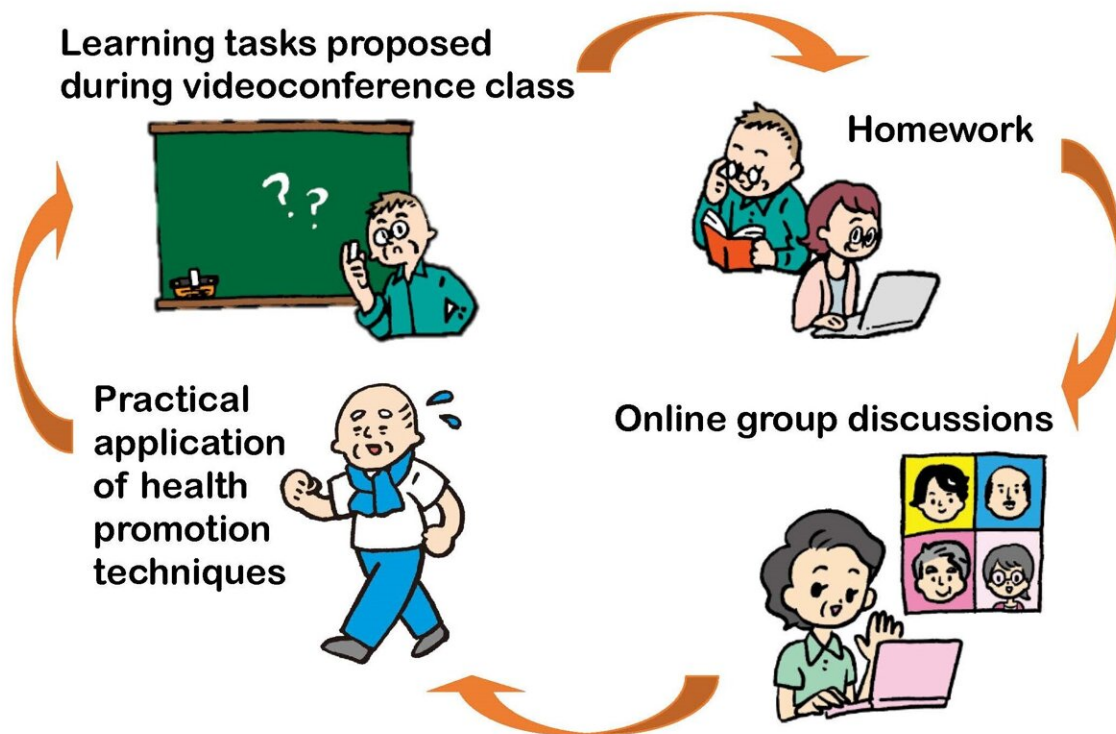 Learning tasks proposed
during videoconference class
? ?
Homework
Online group discussions
Practical
application
of health
promotion
techniques